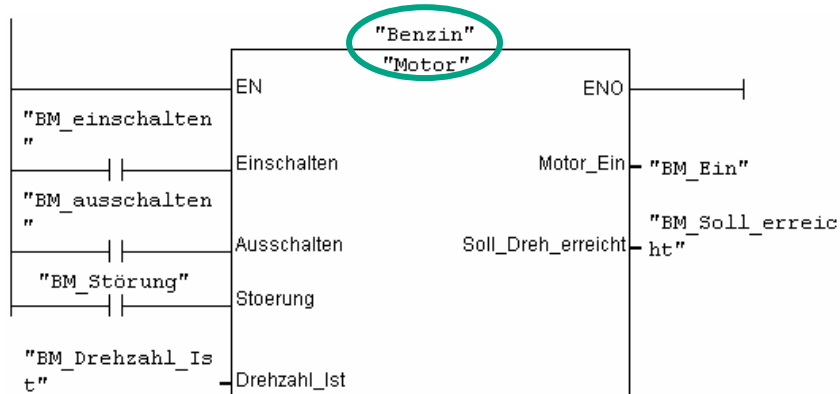 "Benzin"
"Motor"
EN
ENO
"BM_einschalten
"
Einschalten
Motor_Ein
"BM_Ein"
"BM_ausschalten
"
Ausschalten
Soll_Dreh_erreicht
"BM_Soll_erreic
ht"
"BM_Störung"
Stoerung
"BM_Drehzahl_Is
t"
Drehzahl_Ist